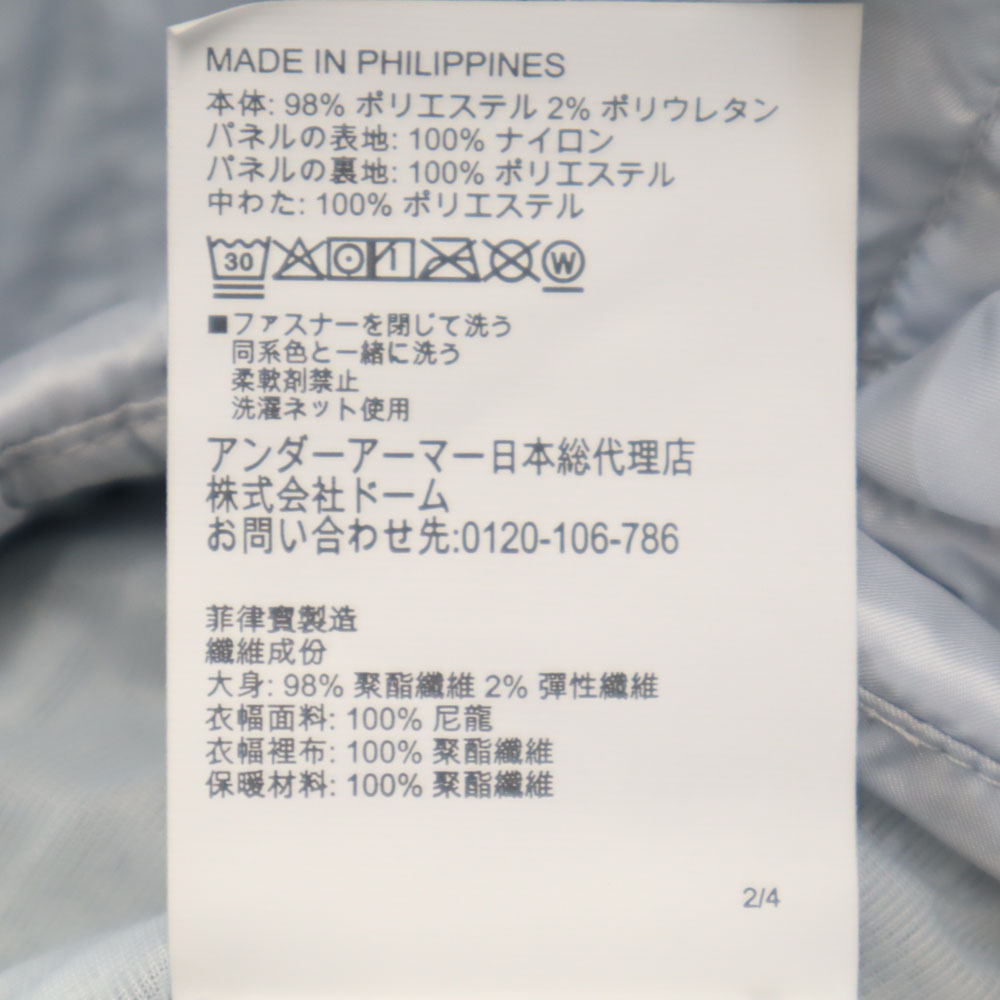 MADE IN PHILIPPINES
本体: 98% ポリエステル 2% ポリウレタン
パネルの表地: 100% ナイロン
パネルの裏地: 100% ポリエステル
中わた: 100% ポリエステル
30 W
■ファスナーを閉じて洗う
同系色と一緒に洗う
柔軟剤禁止
洗濯ネット使用
アンダーアーマー日本総代理店
株式会社ドーム
お問い合わせ先:0120-106-786
菲律賓製造
纖維成份
大身: 98% 聚酯纖維 2% 彈性纖維
衣幅面料: 100% 尼龍
衣幅裡布: 100% 聚酯纖維
保暖材料: 100% 聚酯纖維
2/4